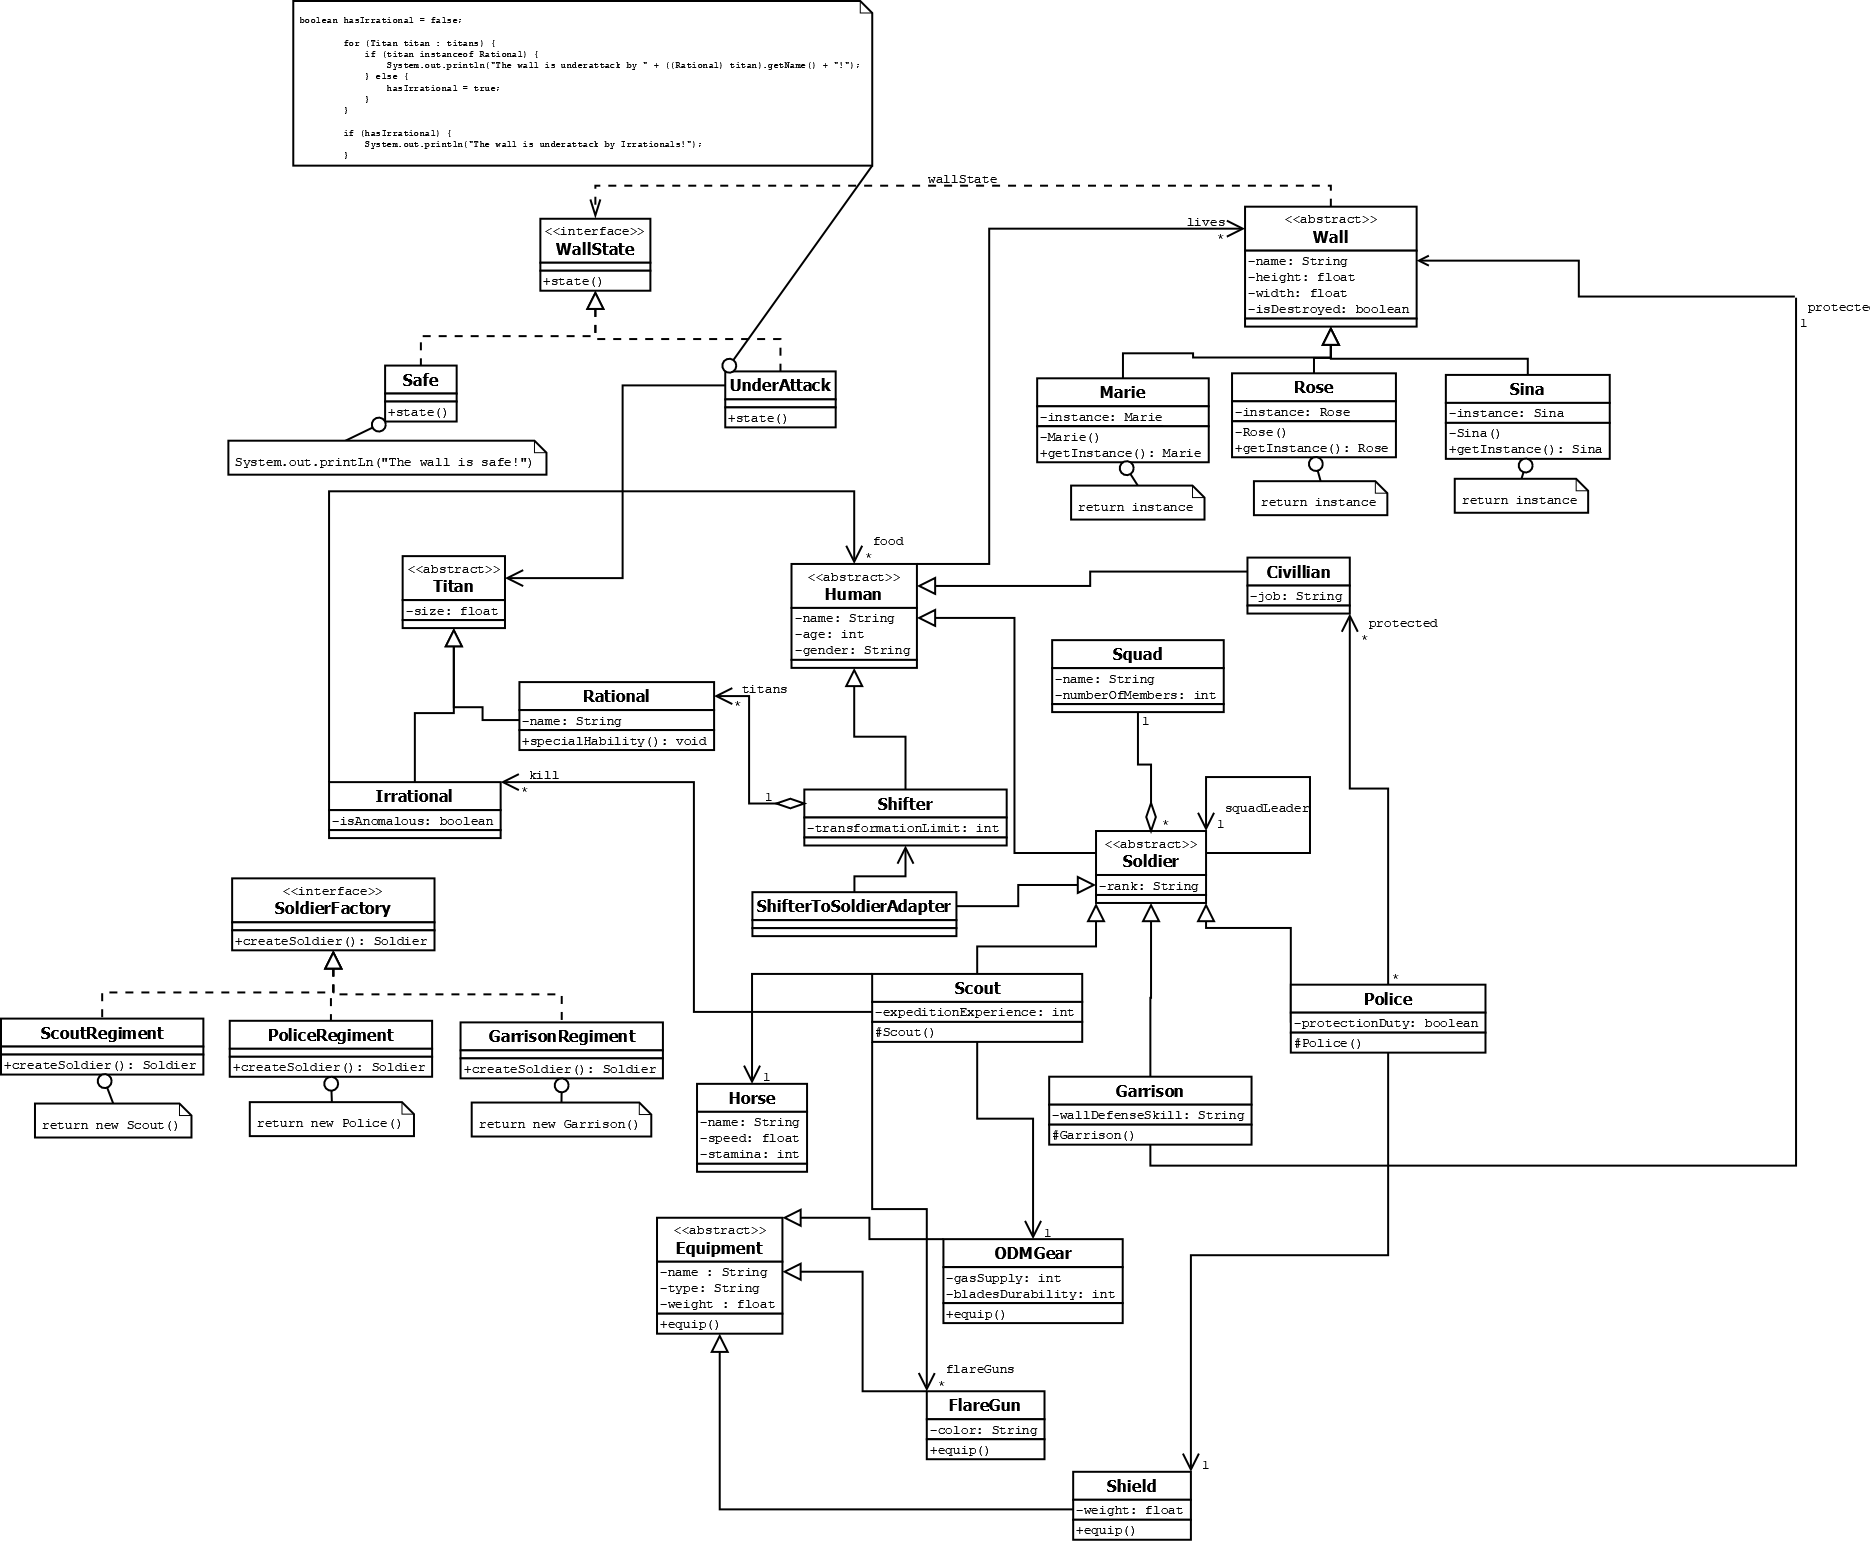 boolean hasIrrational = false;
for (Titan titan : titans) {
if (titan instanceof Rational) {
System.out.println("The wall is underattack by " + ((Rational) titan).getName() + "!");
} else {
hasIrrational = true;
}
}
if (hasIrrational) {
System.out.println("The wall is underattack by Irrationals!");
}
wallState
<<interface>>
WallState
+state()
lives
*
<<abstract>>
Wall
-name: String
-height: float
-width: float
-isDestroyed: boolean
protecte
1
Safe
+state()
System.out.printLn("The wall is safe!")
UnderAttack
+state()
Marie
-instance: Marie
-Marie()
+getInstance(): Marie
return instance
Rose
-instance: Rose
-Rose()
+getInstance(): Rose
return instance
Sina
-instance: Sina
-Sina()
+getInstance(): Sina
return instance
food
*
<<abstract>>
Titan
-size: float
<<abstract>>
Human
-name: String
-age: int
-gender: String
Civillian
-job: String
protected
*
Squad
-name: String
-numberOfMembers: int
1
Rational
-name: String
+specialHability(): void
titans
*
kill
*
Irrational
-isAnomalous: boolean
1
Shifter
-transformationLimit: int
squadLeader
1
*
<<abstract>>
Soldier
-rank: String
ShifterToSoldierAdapter
<<interface>>
SoldierFactory
+createSoldier(): Soldier
ScoutRegiment
+createSoldier(): Soldier
return new Scout()
PoliceRegiment
+createSoldier(): Soldier
return new Police()
GarrisonRegiment
+createSoldier(): Soldier
return new Garrison()
Scout
-expeditionExperience: int
#Scout()
*
Police
-protectionDuty: boolean
#Police()
1
Horse
-name: String
-speed: float
-stamina: int
Garrison
-wallDefenseSkill: String
#Garrison()
<<abstract>>
Equipment
-name : String
-type: String
-weight : float
+equip()
1
ODMGear
-gasSupply: int
-bladesDurability: int
+equip()
flareGuns
*
FlareGun
-color: String
+equip()
1
Shield
-weight: float
+equip()